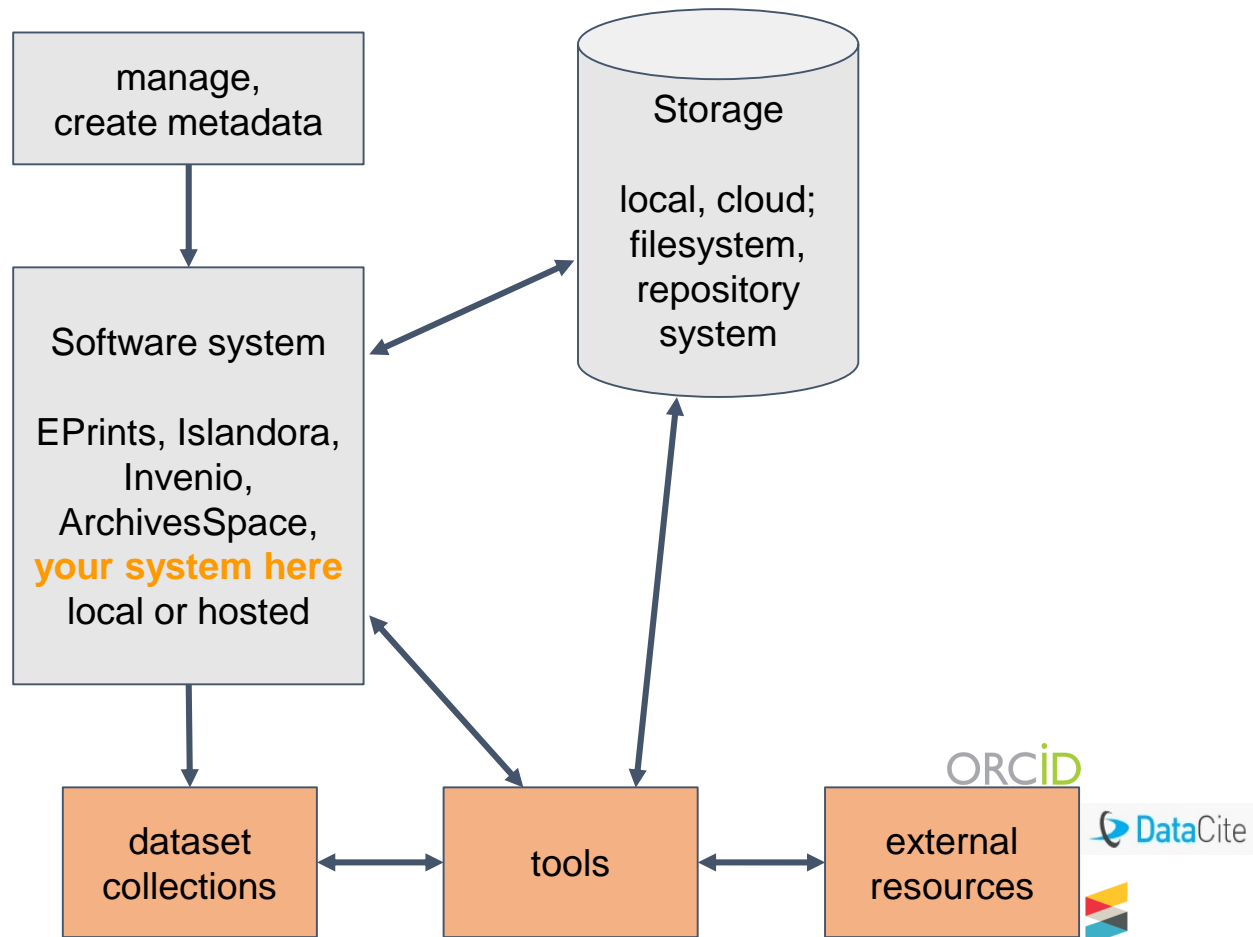 manage,
create metadata
Storage
local, cloud;
filesystem,
repository
system
Software system
EPrints, Islandora,
Invenio,
ArchivesSpace,
your system here
local or hosted
ORCiD
dataset
collections
tools
external
resources
DataCite